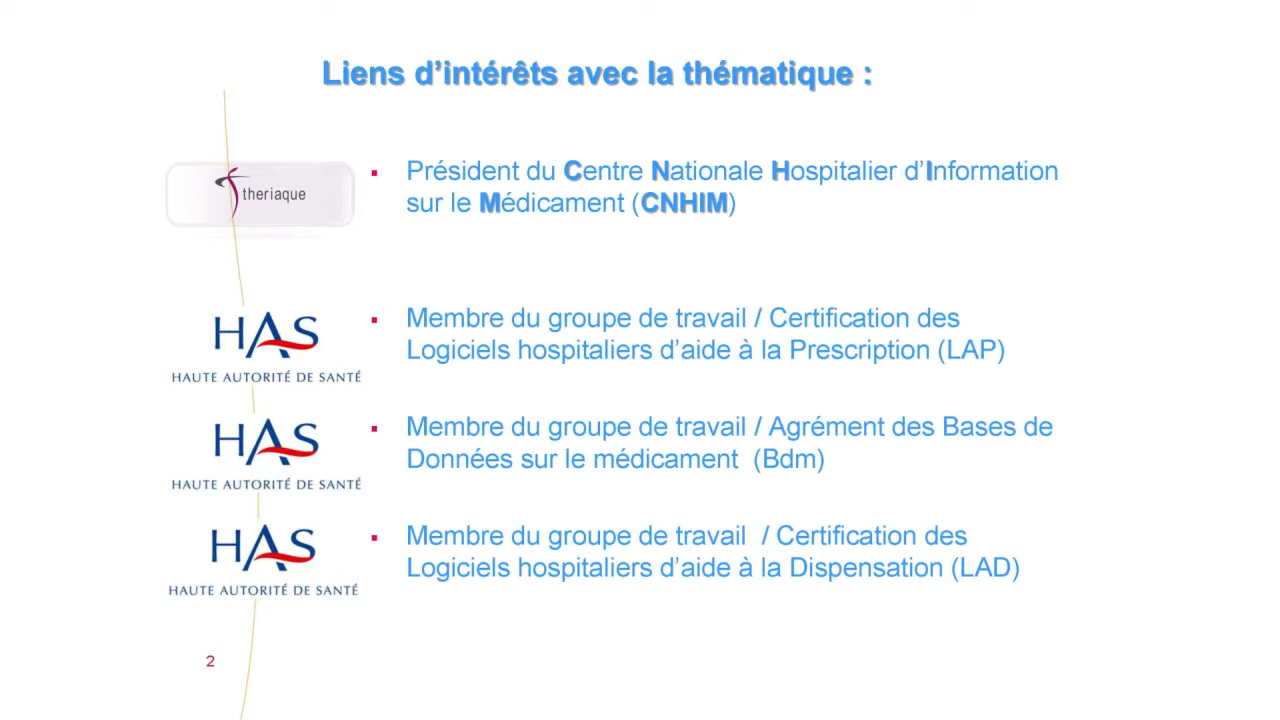 Liens d’intérêts avec la thématique :
theriaque
▪ Président du Centre Nationale Hospitalier d’Information
sur le Médicament (CNHIM)
HAS
HAUTE AUTORITÉ DE SANTÉ
▪ Membre du groupe de travail / Certification des
Logiciels hospitaliers d’aide à la Prescription (LAP)
HAS
HAUTE AUTORITÉ DE SANTÉ
▪ Membre du groupe de travail / Agrément des Bases de
Données sur le médicament (Bdm)
HAS
HAUTE AUTORITÉ DE SANTÉ
▪ Membre du groupe de travail / Certification des
Logiciels hospitaliers d’aide à la Dispensation (LAD)
2